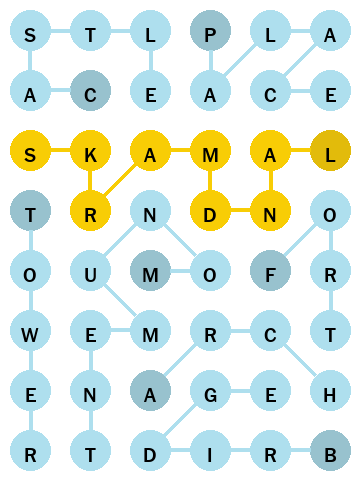 S T L P L A
A C E A C E
S K A M A L
T R N D N O
O U M O F R
W E M R C T
E N A G E H
R T D I R B